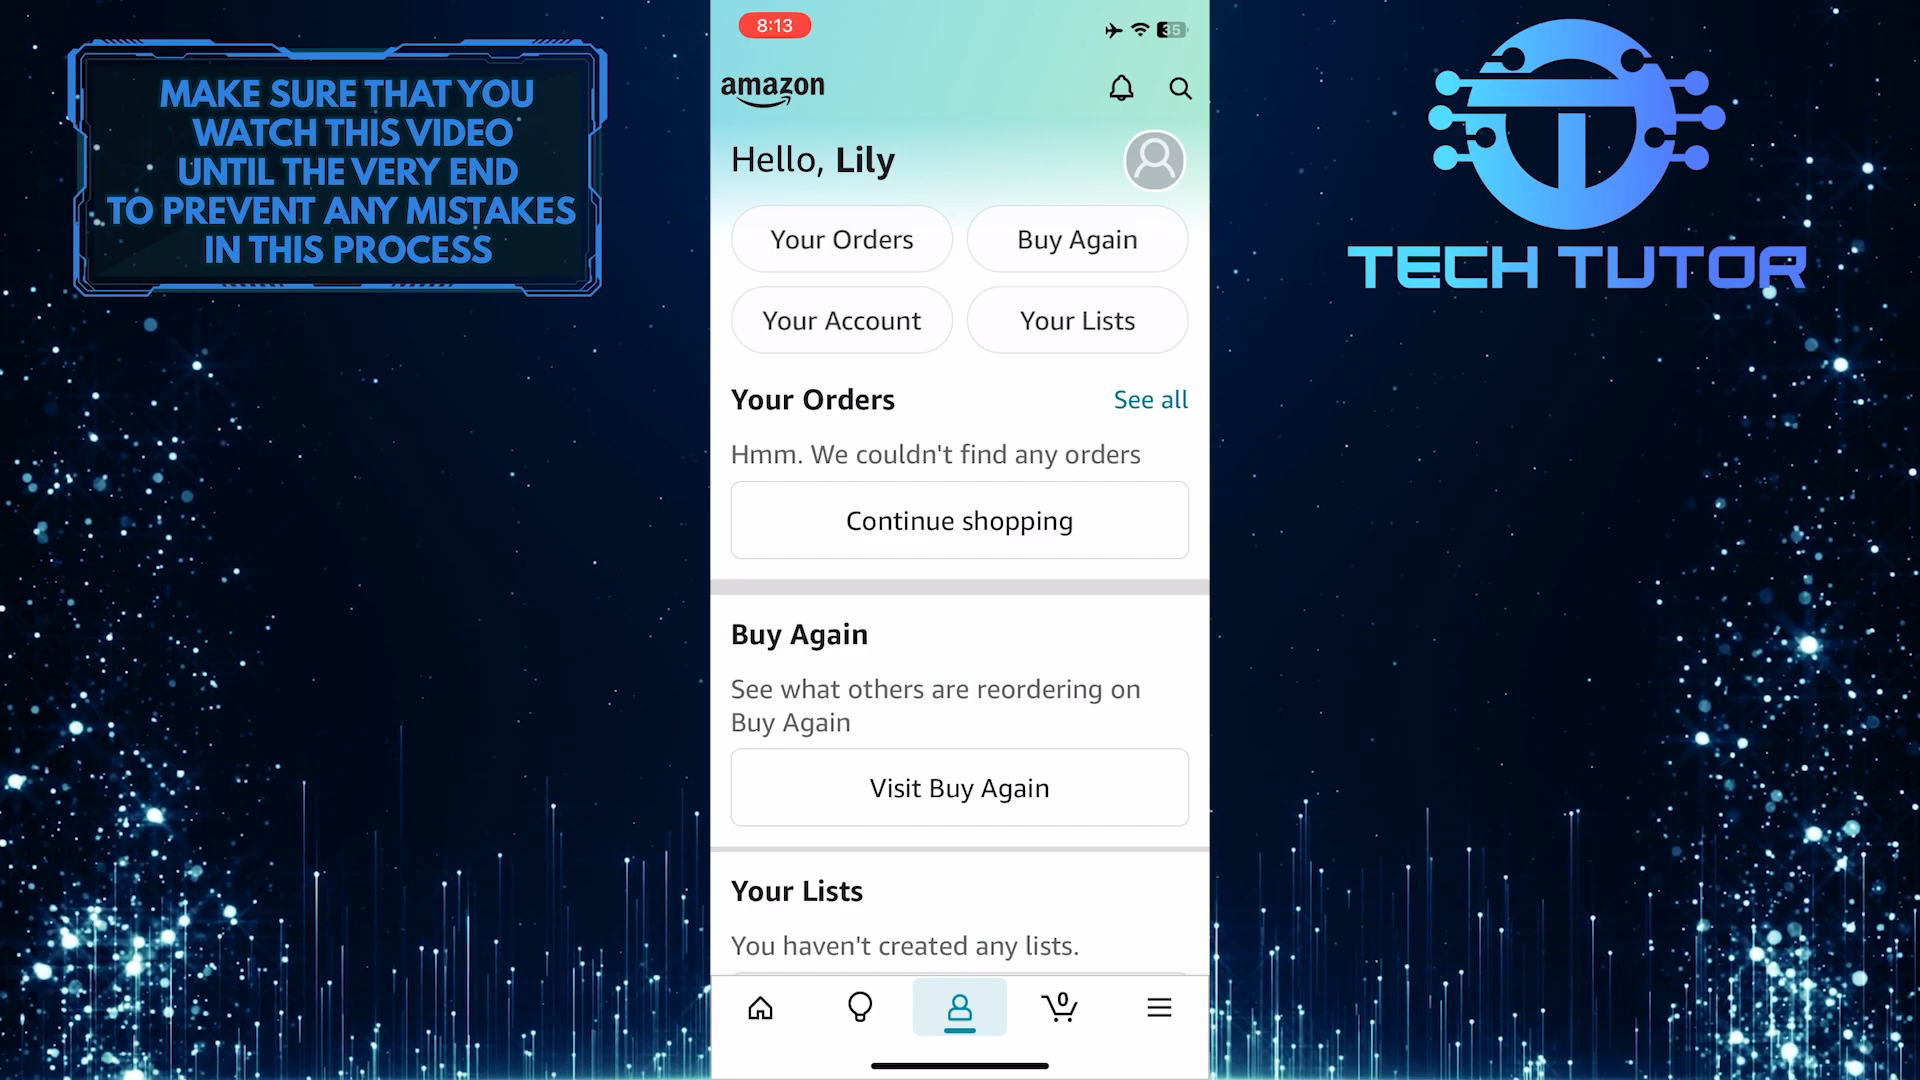 MAKE SURE THAT YOU
WATCH THIS VIDEO
UNTIL THE VERY END
TO PREVENT ANY MISTAKES
IN THIS PROCESS
8:13
35
amazon
Hello, Lily
Your Orders
Buy Again
Your Account
Your Lists
Your Orders
See all
Hmm. We couldn't find any orders
Continue shopping
Buy Again
See what others are reordering on
Buy Again
Visit Buy Again
Your Lists
You haven't created any lists.
0
TECH TUTOR